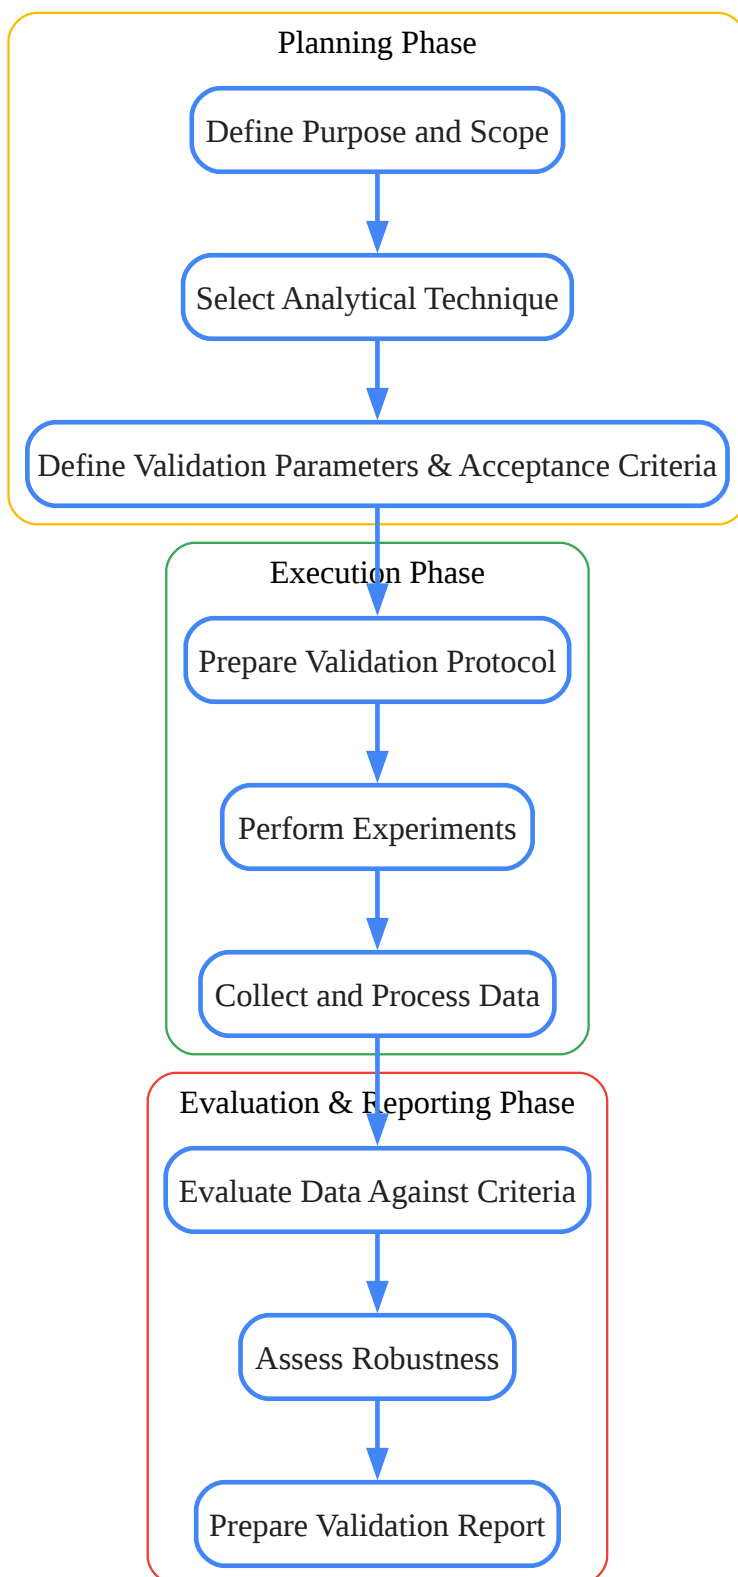 Planning Phase
Define Purpose and Scope
Select Analytical Technique
Define Validation Parameters & Acceptance Criteria
Execution Phase
Prepare Validation Protocol
Perform Experiments
Collect and Process Data
Evaluation & Reporting Phase
Evaluate Data Against Criteria
Assess Robustness
Prepare Validation Report